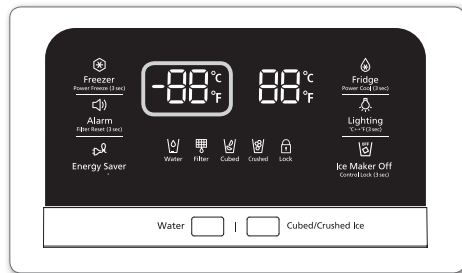 Freezer
Power Freeze (3 sec)
Alarm
Filter Reset (3 sec)
Energy Saver
-88 °C °F
88 °C °F
Water Filter Cubed Crushed Lock
Fridge
Power Cool (3 sec)
Lighting
°C↔°F(3 sec)
OFF
Ice Maker Off
Control Lock (3 sec)
Water | Cubed/Crushed Ice